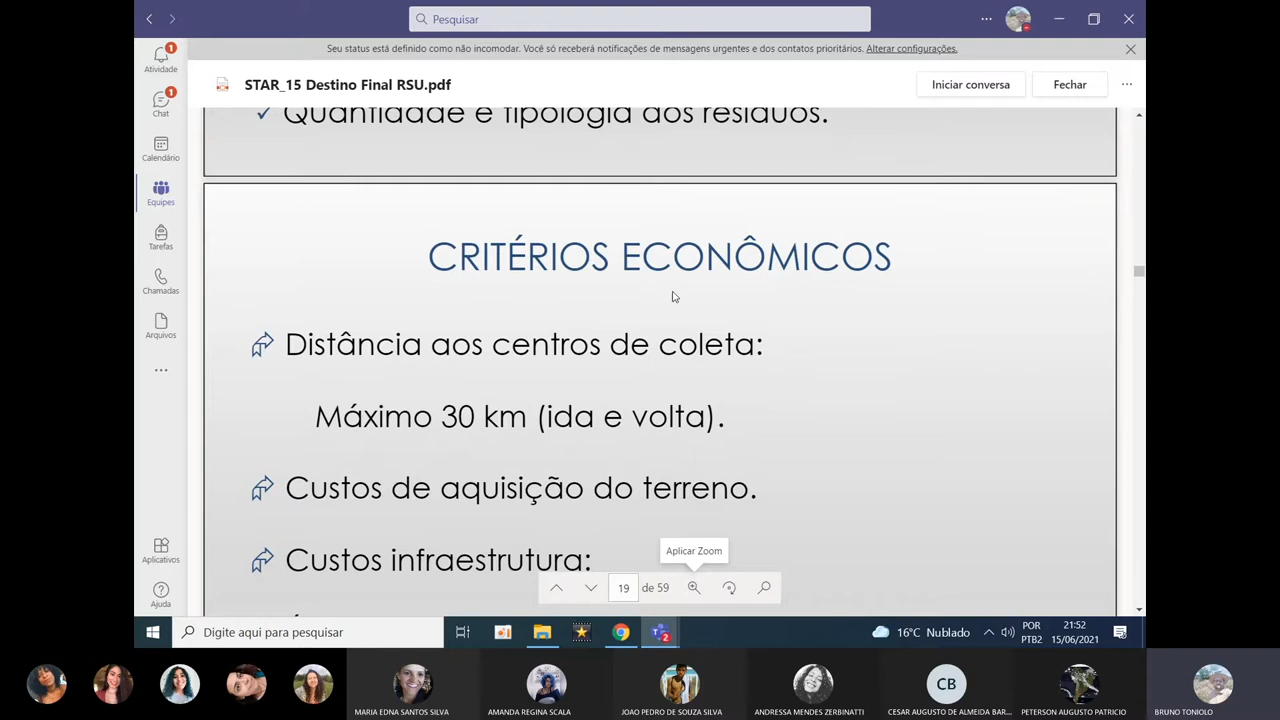 Pesquisar
Seu status está definido como não incomodar. Você só receberá notificações de mensagens urgentes e dos contatos prioritários. Alterar configurações.
1
Atividade
STAR_15 Destino Final RSU.pdf
Iniciar conversa
Fechar
1
Chat
Calendário
Equipes
Tarefas
Chamadas
Arquivos
Aplicativos
Ajuda
Quantidade e tipologia dos resíduos.
CRITÉRIOS ECONÔMICOS
Distância aos centros de coleta:
Máximo 30 km (ida e volta).
Custos de aquisição do terreno.
Custos infraestrutura:
Aplicar Zoom
19 de 59
Digite aqui para pesquisar
2
16°C Nublado
POR
PTB2
21:52
15/06/2021
MARIA EDNA SANTOS SILVA
AMANDA REGINA SCALA
JOAO PEDRO DE SOUZA SILVA
ANDRESSA MENDES ZERBINATTI
CB
CESAR AUGUSTO DE ALMEIDA BAR...
PETERSON AUGUSTO PATRICIO
BRUNO TONIOLO